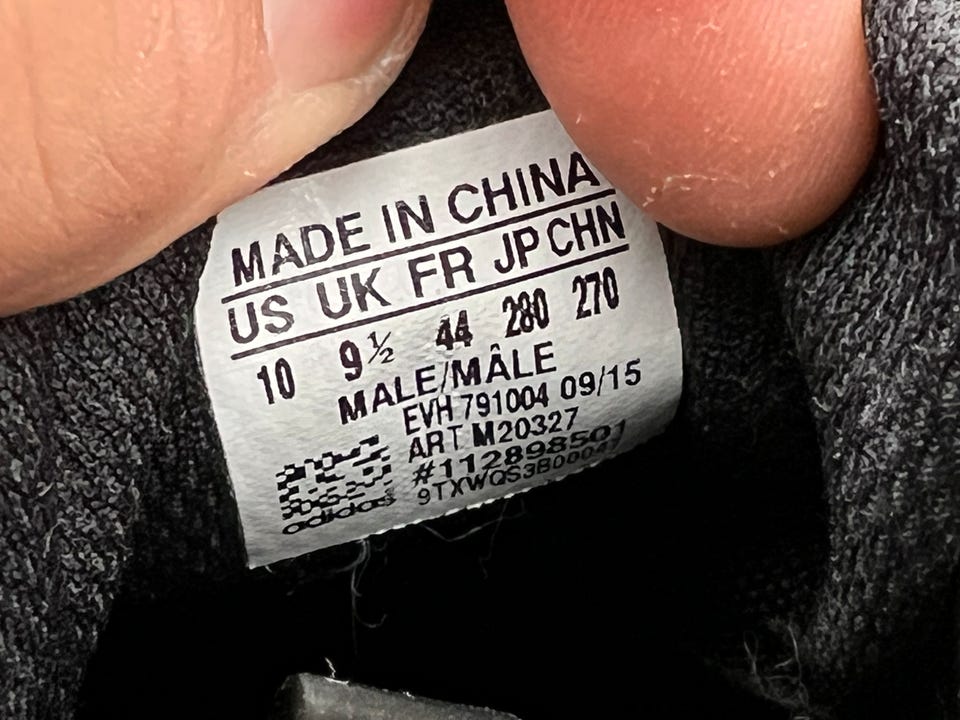 MADE IN CHINA
US UK FR JP CHN
10 9½ 44 280 270
MALE/MÂLE
EVH 791004 09/15
ART M20327
#112898501
adidas